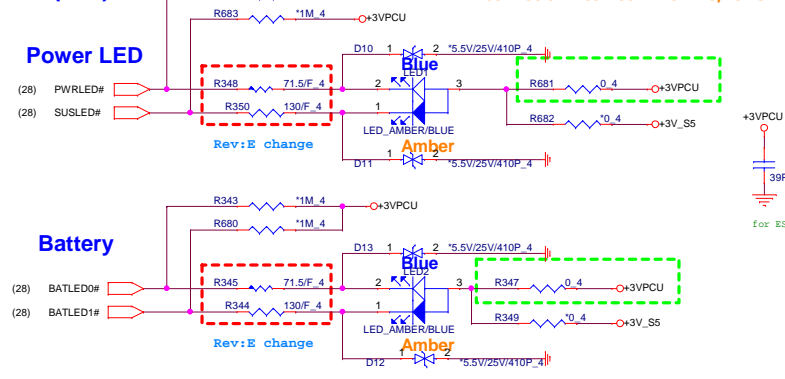 R683 *1M_4 +3VPCU
Power LED
D10 1 2 *5.5V/25V/410P_4
Blue
LED1
(28) PWRLED# R348 71.5/F_4 2 3 R681 0_4 +3VPCU
(28) SUSLED# R350 130/F_4 1
LED_AMBER/BLUE R682 *0_4 +3V_S5
Rev:E change
Amber
D11 1 2 *5.5V/25V/410P_4
+3VPCU
39P
for ES
R343 *1M_4 +3VPCU
R680 *1M_4
Battery
D13 1 2 *5.5V/25V/410P_4
Blue
LED2
(28) BATLED0# R345 71.5/F_4 2 3 R347 0_4 +3VPCU
(28) BATLED1# R344 130/F_4 1
LED_AMBER/BLUE R349 *0_4 +3V_S5
Rev:E change
Amber
D12 1 2 *5.5V/25V/410P_4